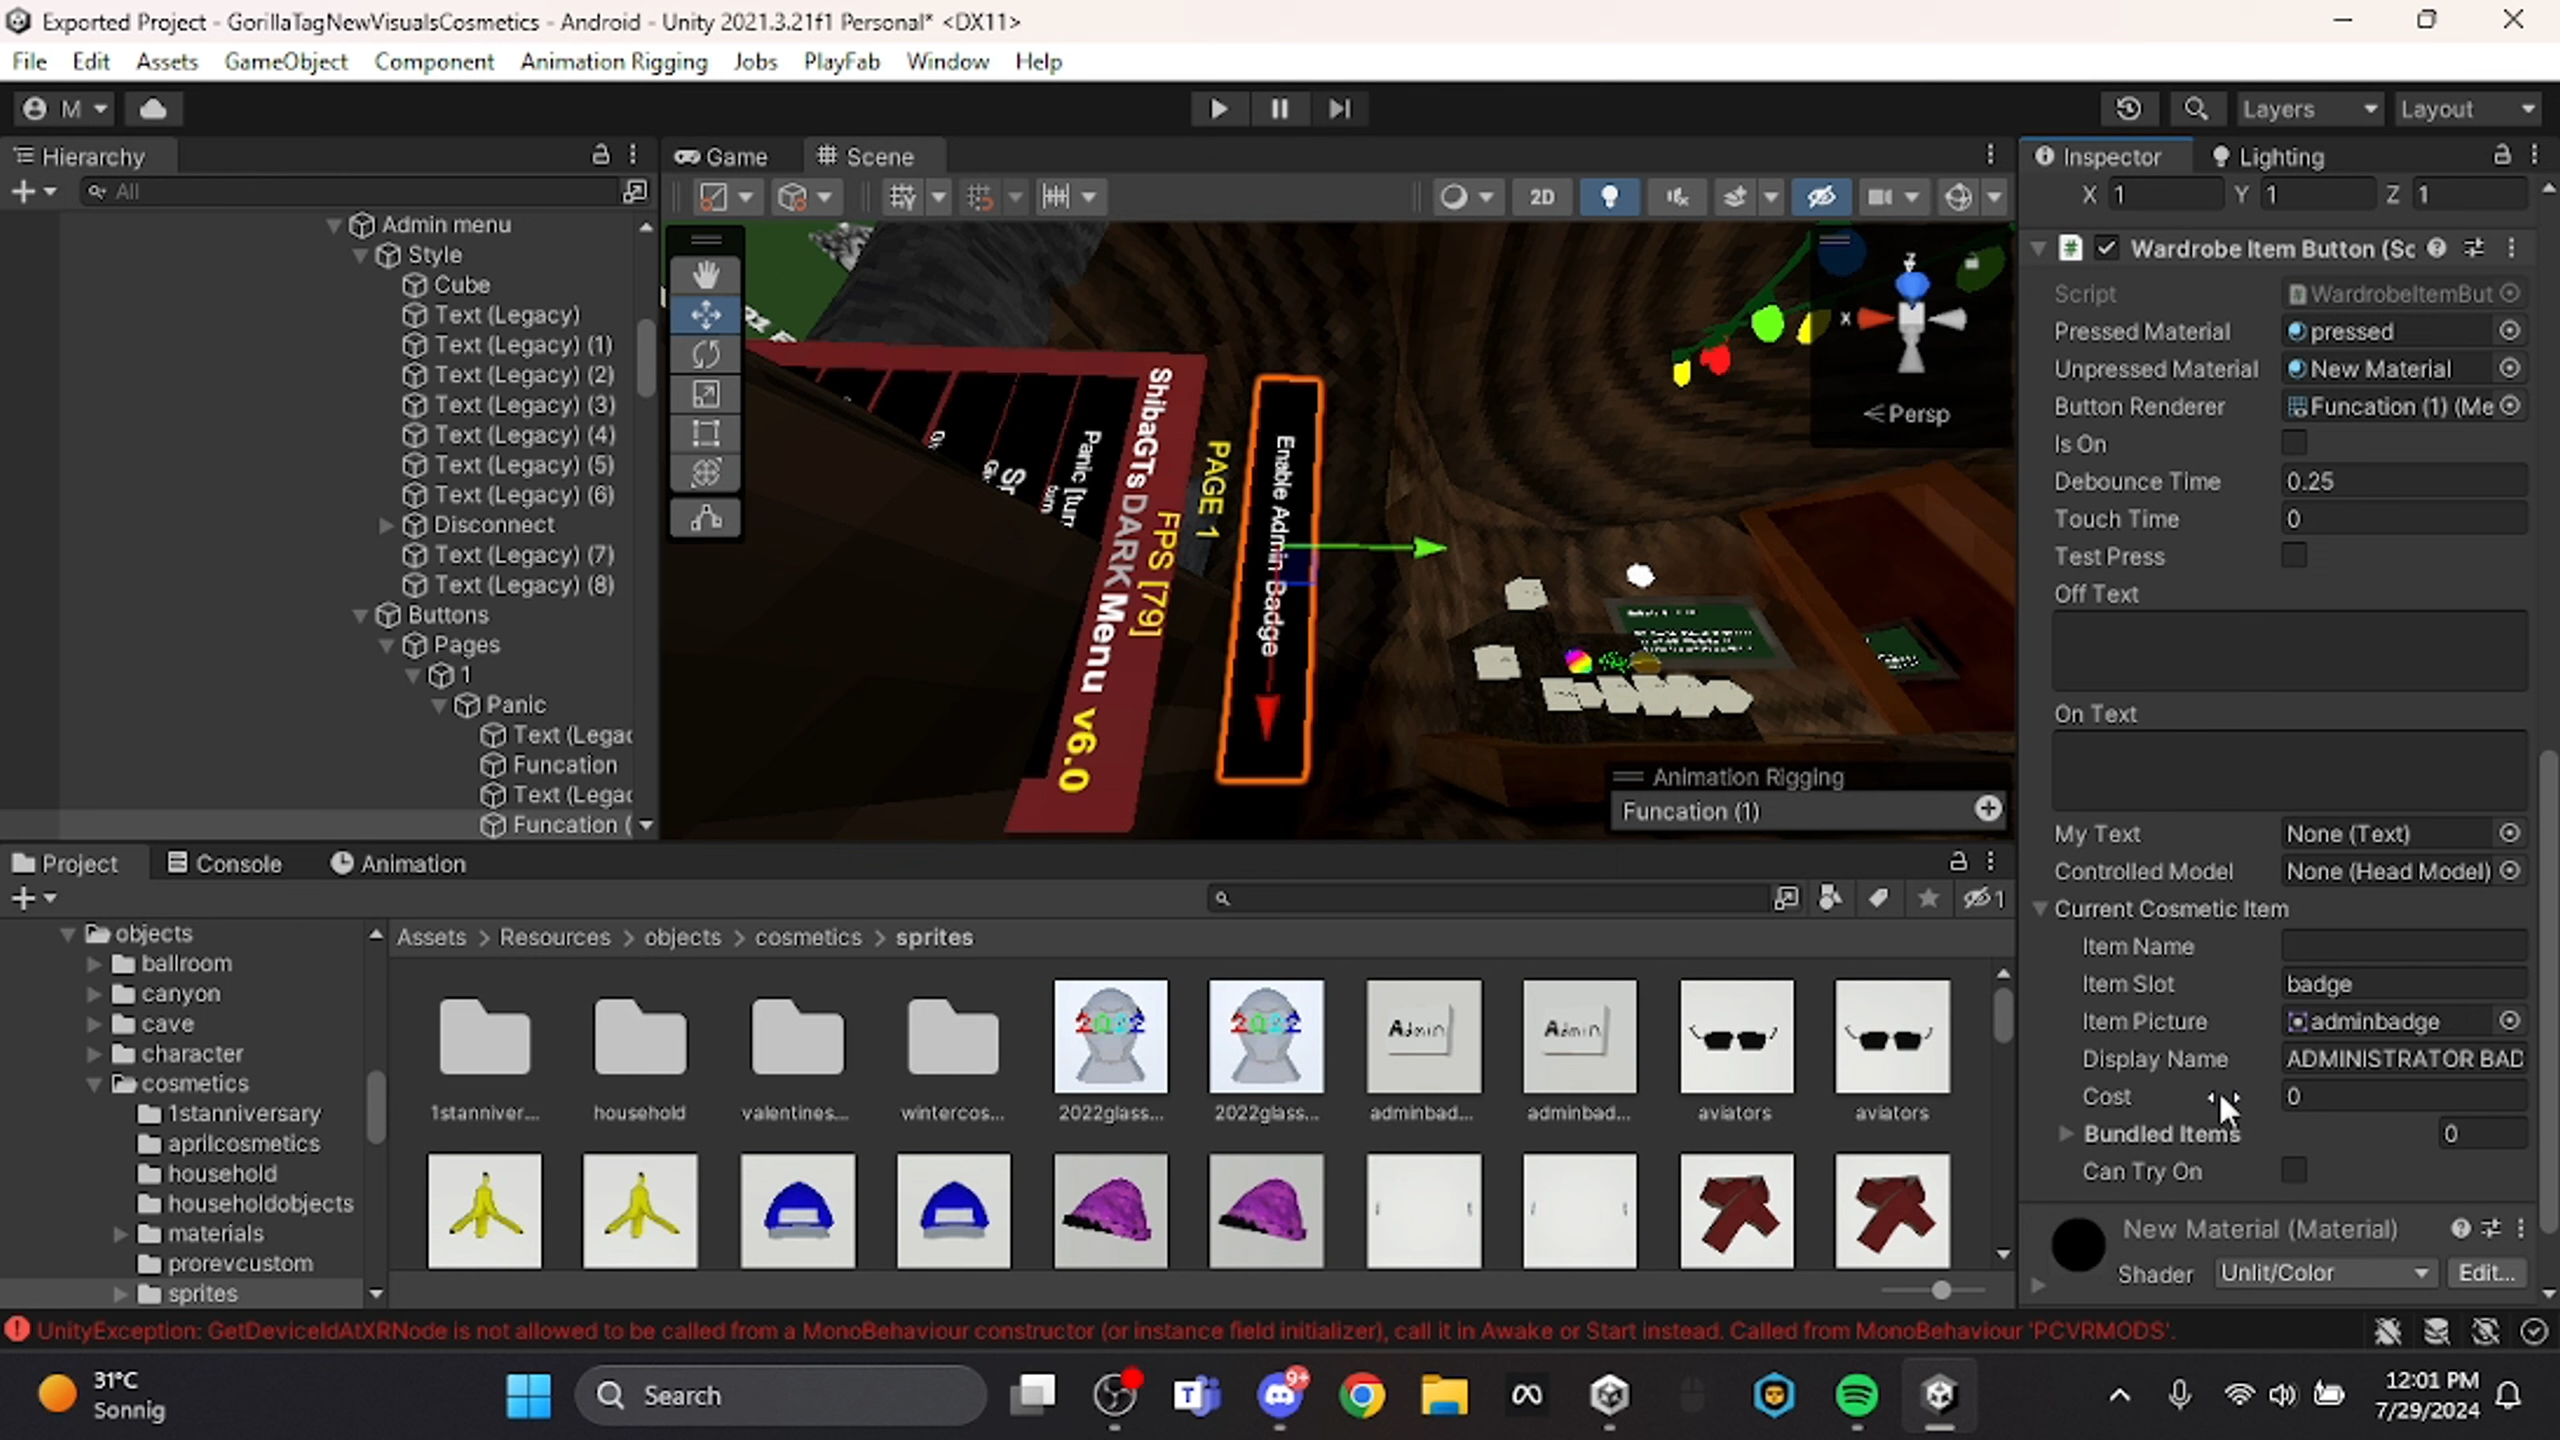 Exported Project - GorillaTagNewVisualsCosmetics - Android - Unity 2021.3.21f1 Personal* <DX11>
File Edit Assets GameObject Component Animation Rigging Jobs PlayFab Window Help
M
Layers Layout
Hierarchy
All
Admin menu
Style
Cube
Text (Legacy)
Text (Legacy) (1)
Text (Legacy) (2)
Text (Legacy) (3)
Text (Legacy) (4)
Text (Legacy) (5)
Text (Legacy) (6)
Disconnect
Text (Legacy) (7)
Text (Legacy) (8)
Buttons
Pages
1
Panic
Text (Legac
Funcation
Text (Legac
Funcation (
Game Scene
2D
Z
X
Persp
Enable Admin Badge
PAGE 1
FPS [79]
ShibaGTs DARK Menu v6.0
Panic [turn
Animation Rigging
Funcation (1)
Inspector Lighting
X 1 Y 1 Z 1
Wardrobe Item Button (Sc
Script WardrobeItemBut
Pressed Material pressed
Unpressed Material New Material
Button Renderer Funcation (1) (Me
Is On
Debounce Time 0.25
Touch Time 0
Test Press
Off Text
On Text
My Text None (Text)
Controlled Model None (Head Model)
Current Cosmetic Item
Item Name
Item Slot badge
Item Picture adminbadge
Display Name ADMINISTRATOR BAD
Cost 0
Bundled Items 0
Can Try On
New Material (Material)
Shader Unlit/Color Edit...
Project Console Animation
1
objects
ballroom
canyon
cave
character
cosmetics
1stanniversary
aprilcosmetics
household
householdobjects
materials
prorevcustom
sprites
Assets > Resources > objects > cosmetics > sprites
Admin Admin
1stanniver... household valentines... wintercos... 2022glass... 2022glass... adminbad... adminbad... aviators aviators
UnityException: GetDeviceIdAtXRNode is not allowed to be called from a MonoBehaviour constructor (or instance field initializer), call it in Awake or Start instead. Called from MonoBehaviour 'PCVRMODS'.
31°C
Sonnig
Search
9+
12:01 PM
7/29/2024